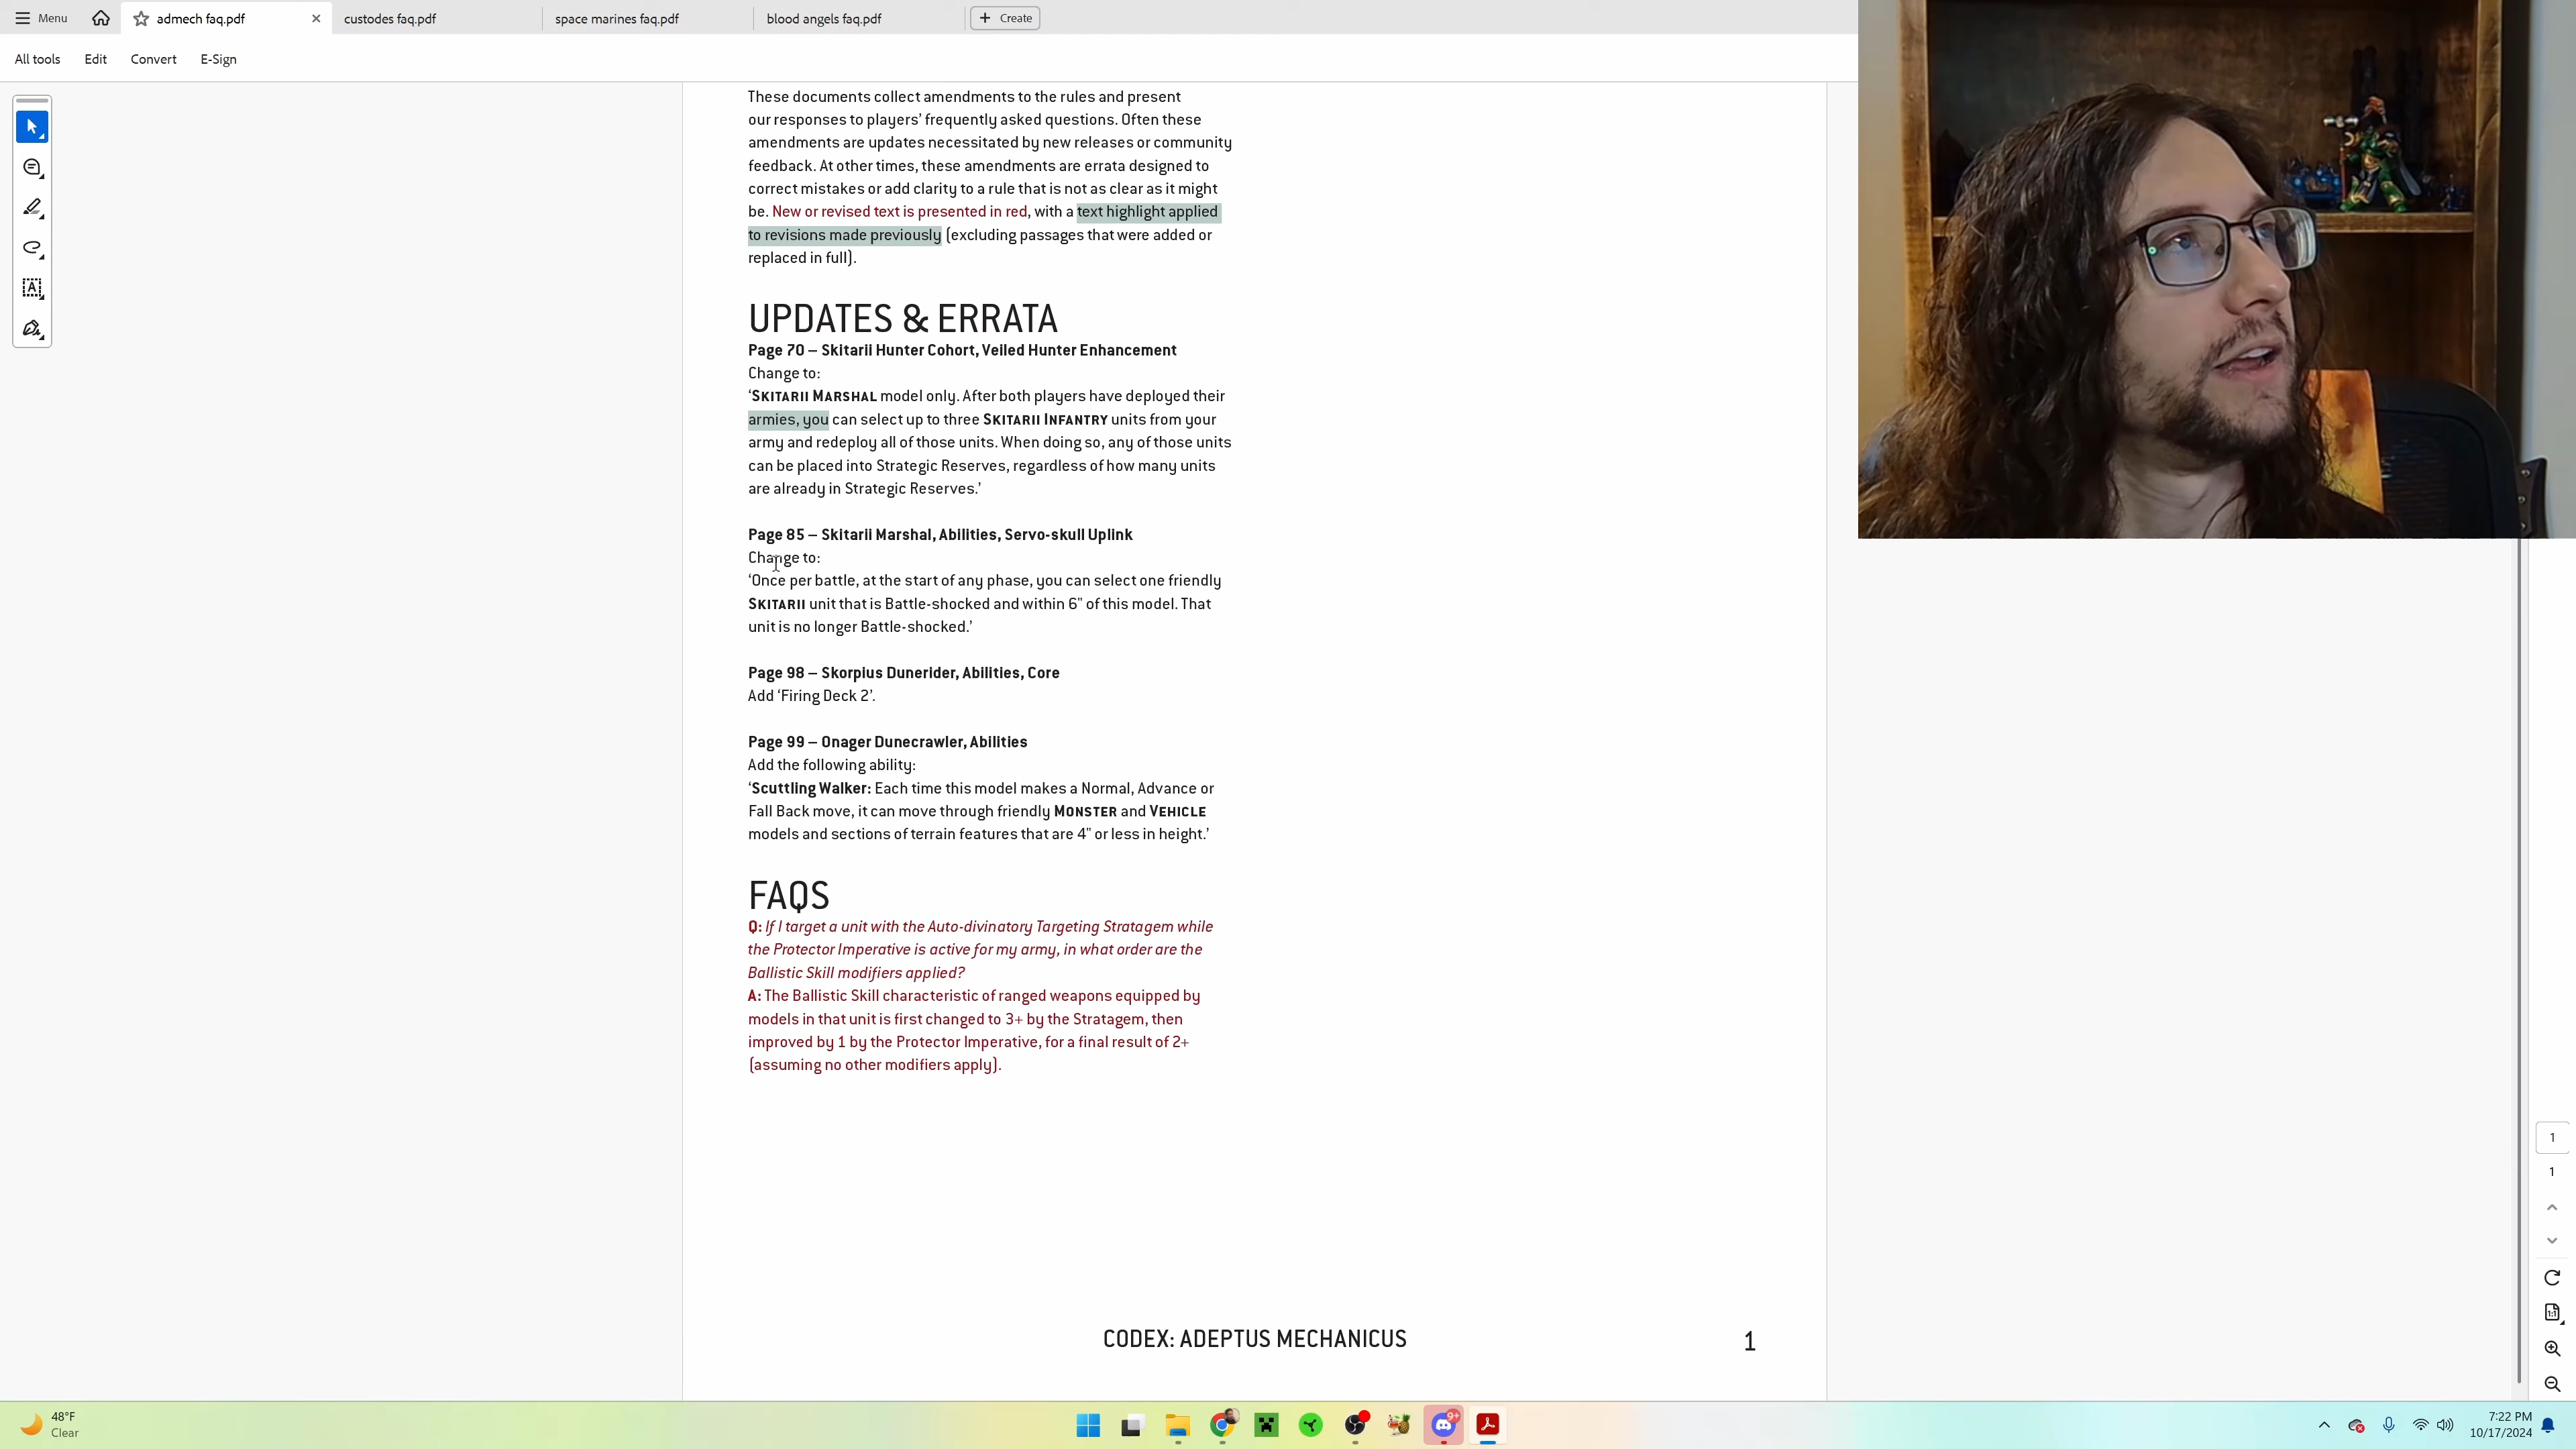 Menu
admech faq.pdf
custodes faq.pdf
space marines faq.pdf
blood angels faq.pdf
Create
All tools
Edit
Convert
E-Sign
These documents collect amendments to the rules and present
our responses to players’ frequently asked questions. Often these
amendments are updates necessitated by new releases or community
feedback. At other times, these amendments are errata designed to
correct mistakes or add clarity to a rule that is not as clear as it might
be. New or revised text is presented in red, with a text highlight applied
to revisions made previously (excluding passages that were added or
replaced in full).
UPDATES & ERRATA
Page 70 – Skitarii Hunter Cohort, Veiled Hunter Enhancement
Change to:
‘SKITARII MARSHAL model only. After both players have deployed their
armies, you can select up to three SKITARII INFANTRY units from your
army and redeploy all of those units. When doing so, any of those units
can be placed into Strategic Reserves, regardless of how many units
are already in Strategic Reserves.’
Page 85 – Skitarii Marshal, Abilities, Servo-skull Uplink
Change to:
‘Once per battle, at the start of any phase, you can select one friendly
SKITARII unit that is Battle-shocked and within 6" of this model. That
unit is no longer Battle-shocked.’
Page 98 – Skorpius Dunerider, Abilities, Core
Add ‘Firing Deck 2’.
Page 99 – Onager Dunecrawler, Abilities
Add the following ability:
‘Scuttling Walker: Each time this model makes a Normal, Advance or
Fall Back move, it can move through friendly MONSTER and VEHICLE
models and sections of terrain features that are 4" or less in height.’
FAQS
Q: If I target a unit with the Auto-divinatory Targeting Stratagem while
the Protector Imperative is active for my army, in what order are the
Ballistic Skill modifiers applied?
A: The Ballistic Skill characteristic of ranged weapons equipped by
models in that unit is first changed to 3+ by the Stratagem, then
improved by 1 by the Protector Imperative, for a final result of 2+
(assuming no other modifiers apply).
CODEX: ADEPTUS MECHANICUS
1
1
1
48°F
Clear
9+
7:22 PM
10/17/2024